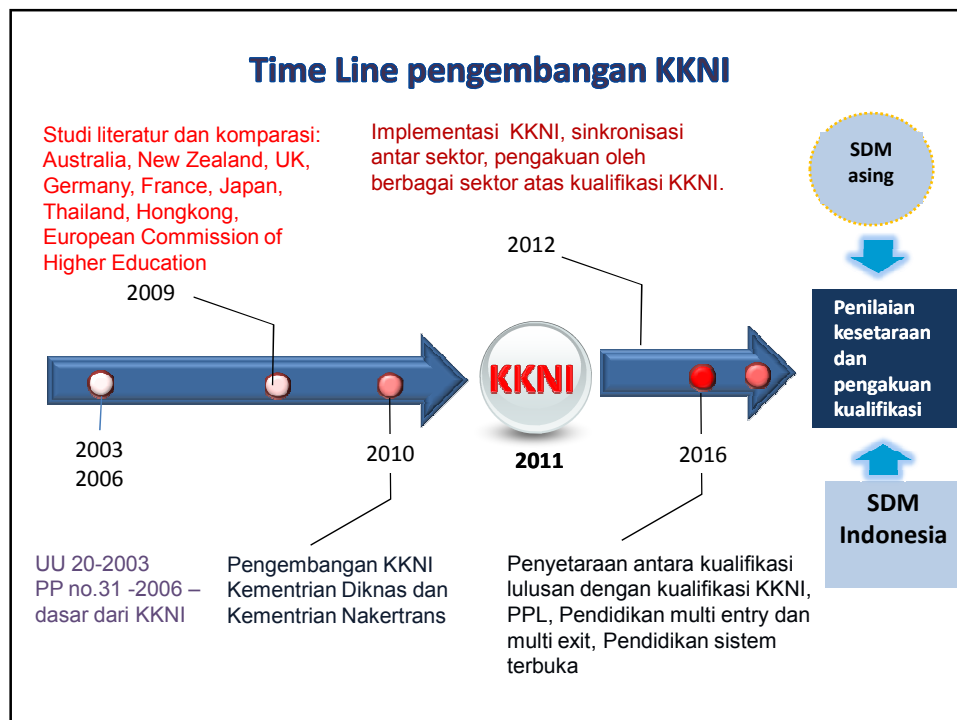 Time Line pengembangan KKNI
Studi literatur dan komparasi:
Australia, New Zealand, UK,
Germany, France, Japan,
Thailand, Hongkong,
European Commission of
Higher Education
2009
Implementasi KKNI, sinkronisasi
antar sektor, pengakuan oleh
berbagai sektor atas kualifikasi KKNI.
2012
SDM
asing
KKNI
2011
Penilaian
kesetaraan
dan
pengakuan
kualifikasi
2003
2006
2010
2016
SDM
Indonesia
UU 20-2003
PP no.31 -2006 –
dasar dari KKNI
Pengembangan KKNI
Kementrian Diknas dan
Kementrian Nakertrans
Penyetaraan antara kualifikasi
lulusan dengan kualifikasi KKNI,
PPL, Pendidikan multi entry dan
multi exit, Pendidikan sistem
terbuka